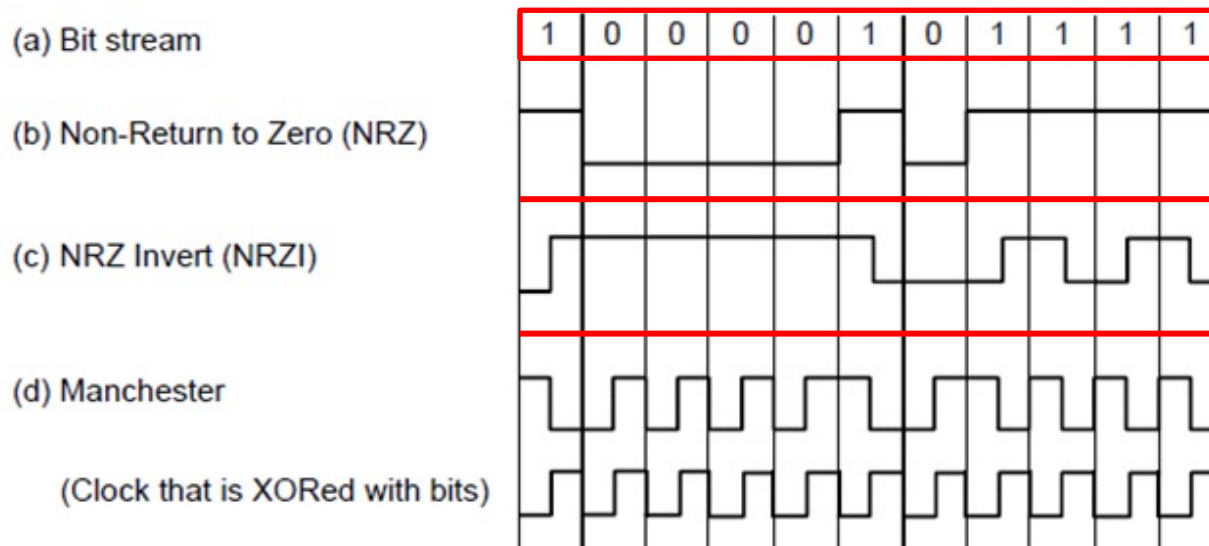 (a) Bit stream 1 0 0 0 0 1 0 1 1 1 1
(b) Non-Return to Zero (NRZ)
(c) NRZ Invert (NRZI)
(d) Manchester
(Clock that is XORed with bits)